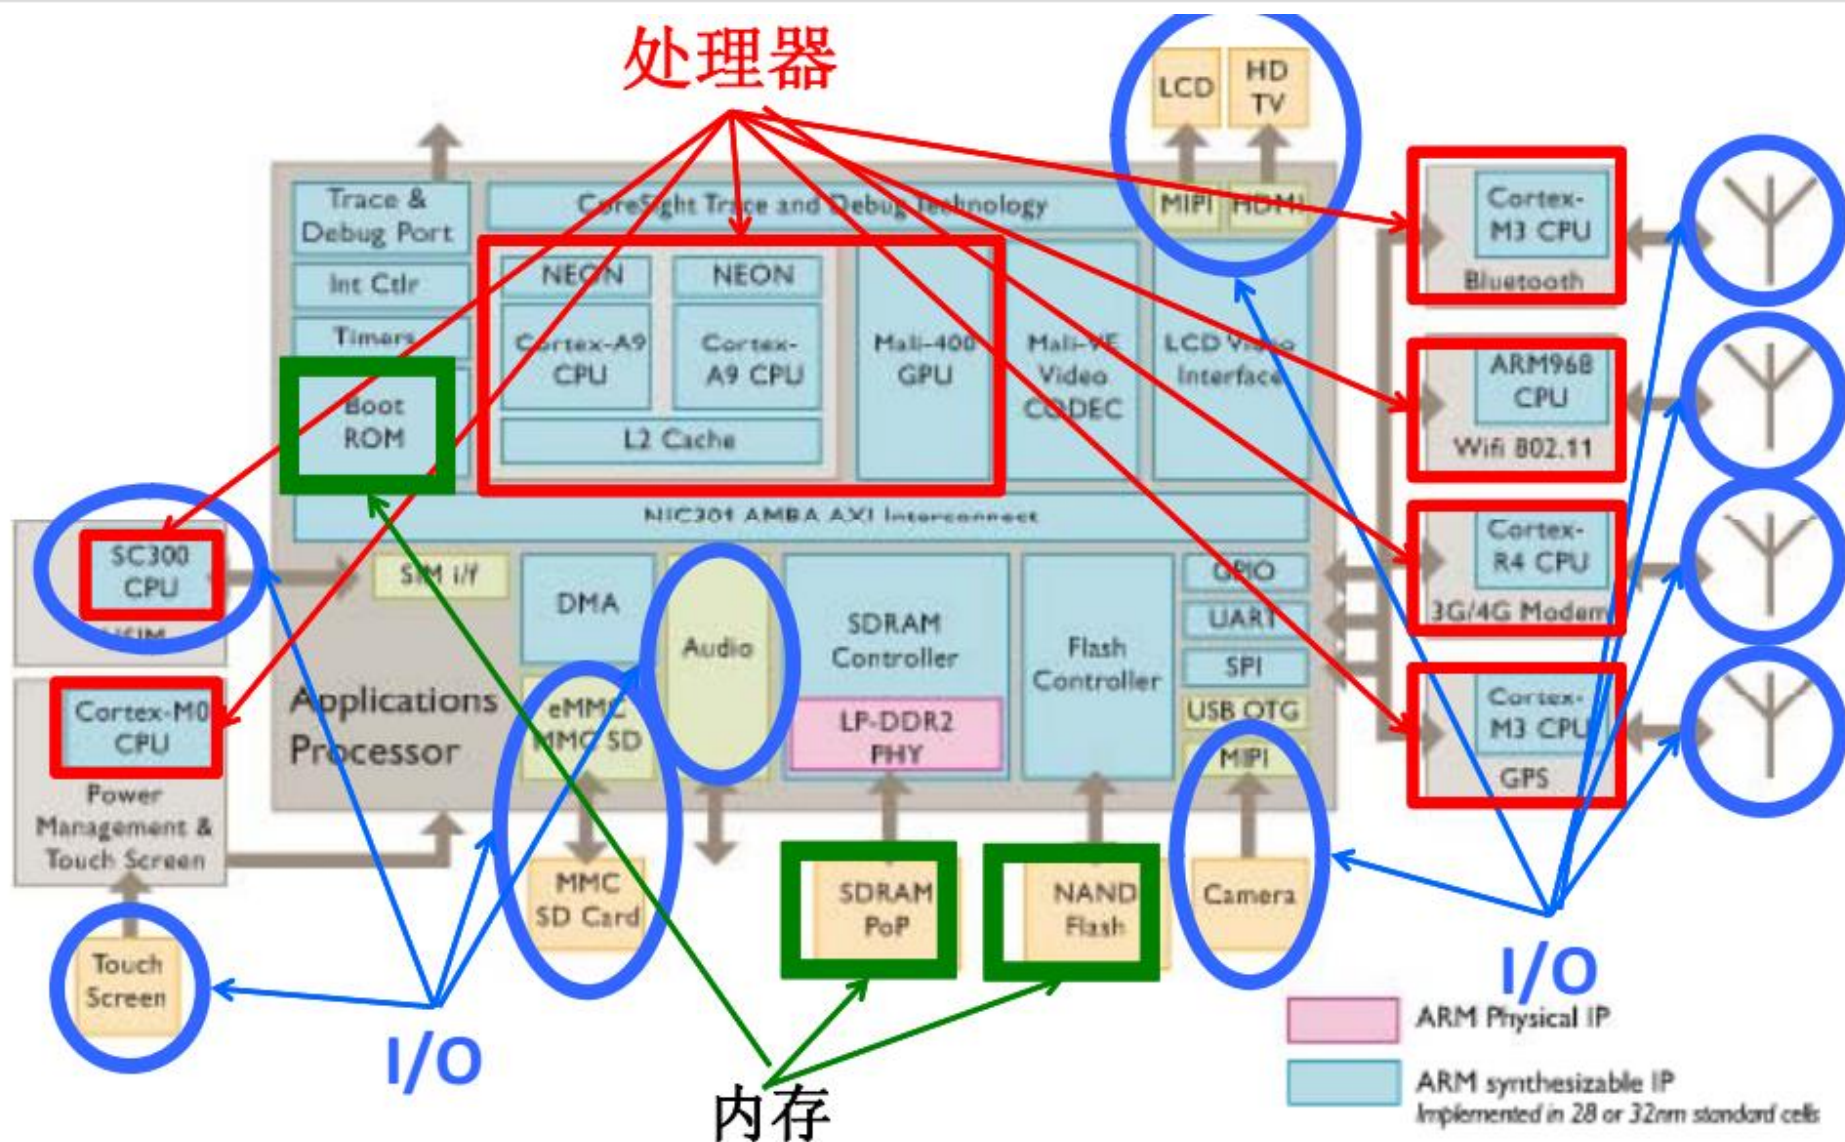 处理器
LCD
HD
TV
Trace &
Debug Port
CoreSight Trace and Debug Technology
MIPI
HDMI
Cortex-
M3 CPU
Bluetooth
Int Ctlr
NEON
NEON
Timers
Cortex-A9
CPU
Cortex-
A9 CPU
Mali-400
GPU
Mali-VE
Video
CODEC
LCD Video
Interface
ARM968
CPU
Wifi 802.11
Boot
ROM
L2 Cache
NIC301 AMBA AXI Interconnect
Cortex-
R4 CPU
3G/4G Modem
SC300
CPU
USIM
SIM i/f
DMA
Audio
SDRAM
Controller
Flash
Controller
GPIO
UART
SPI
USB OTG
MIPI
Cortex-
M3 CPU
GPS
Cortex-M0
CPU
Power
Management &
Touch Screen
Applications
Processor
eMMC
MMC SD
LP-DDR2
PHY
MMC
SD Card
SDRAM
PoP
NAND
Flash
Camera
Touch
Screen
I/O
I/O
内存
ARM Physical IP
ARM synthesizable IP
Implemented in 28 or 32nm standard cells